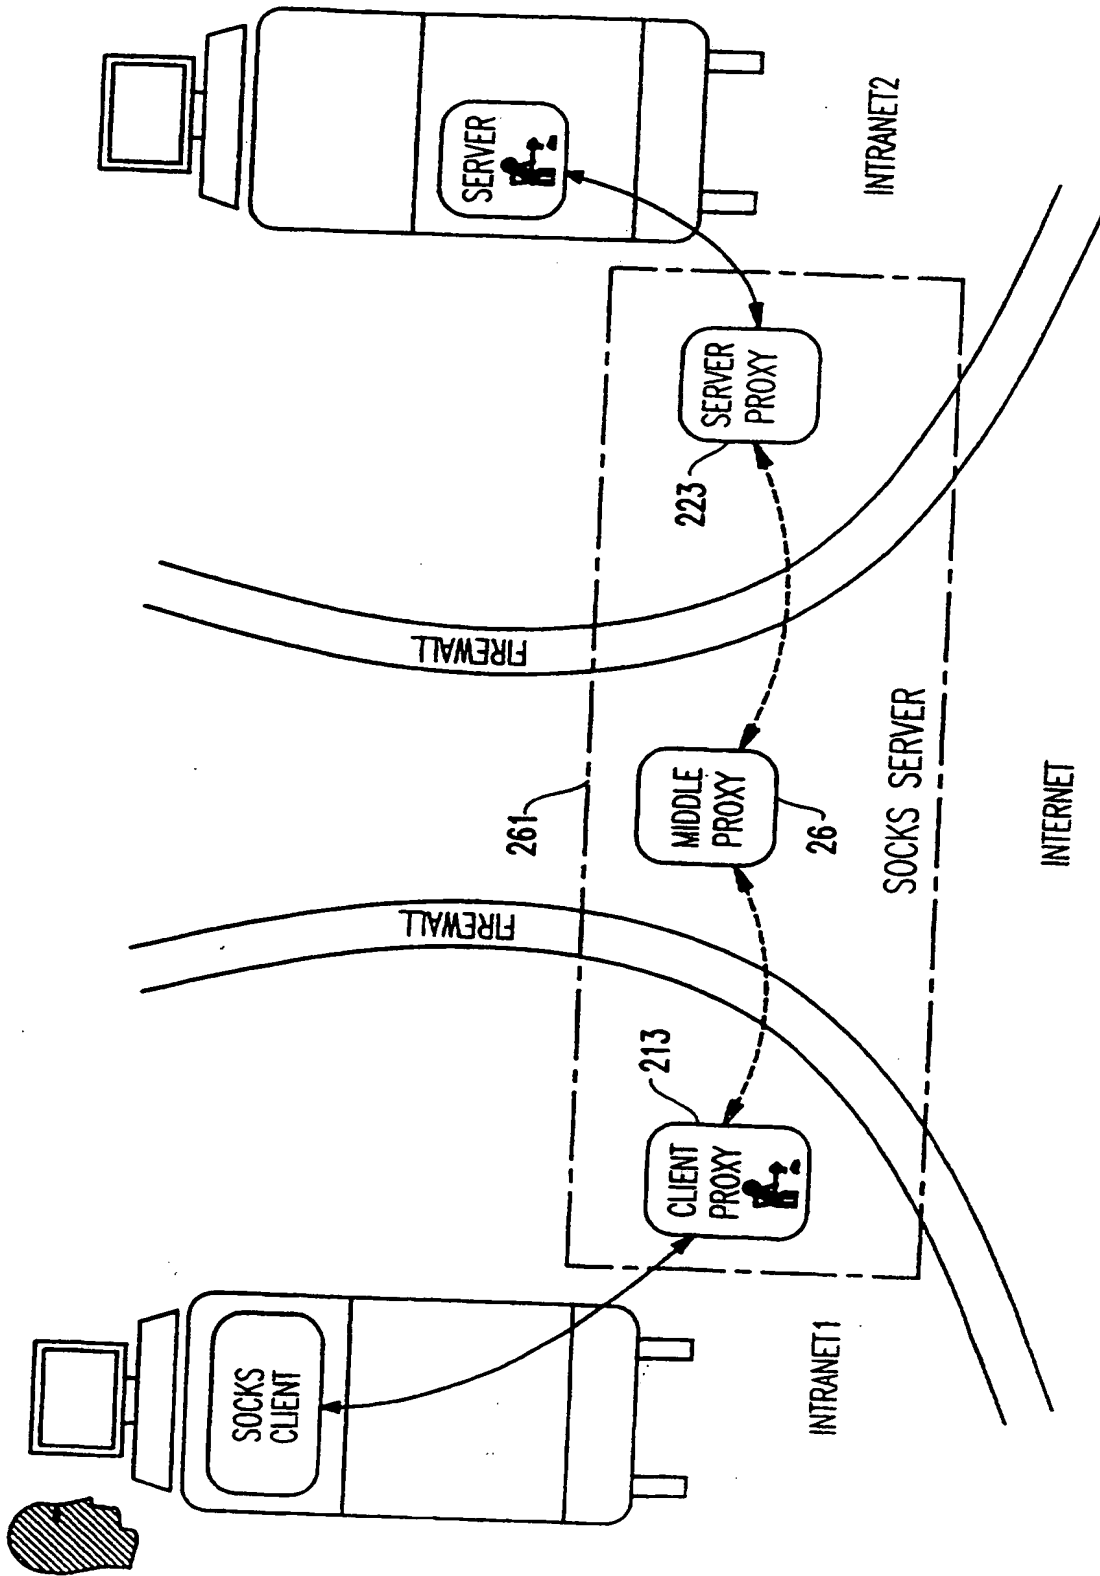 SOCKS
CLIENT
INTRANET1
CLIENT
PROXY
213
FIREWALL
261
MIDDLE
PROXY
26
SOCKS SERVER
INTERNET
FIREWALL
223
SERVER
PROXY
SERVER
INTRANET2